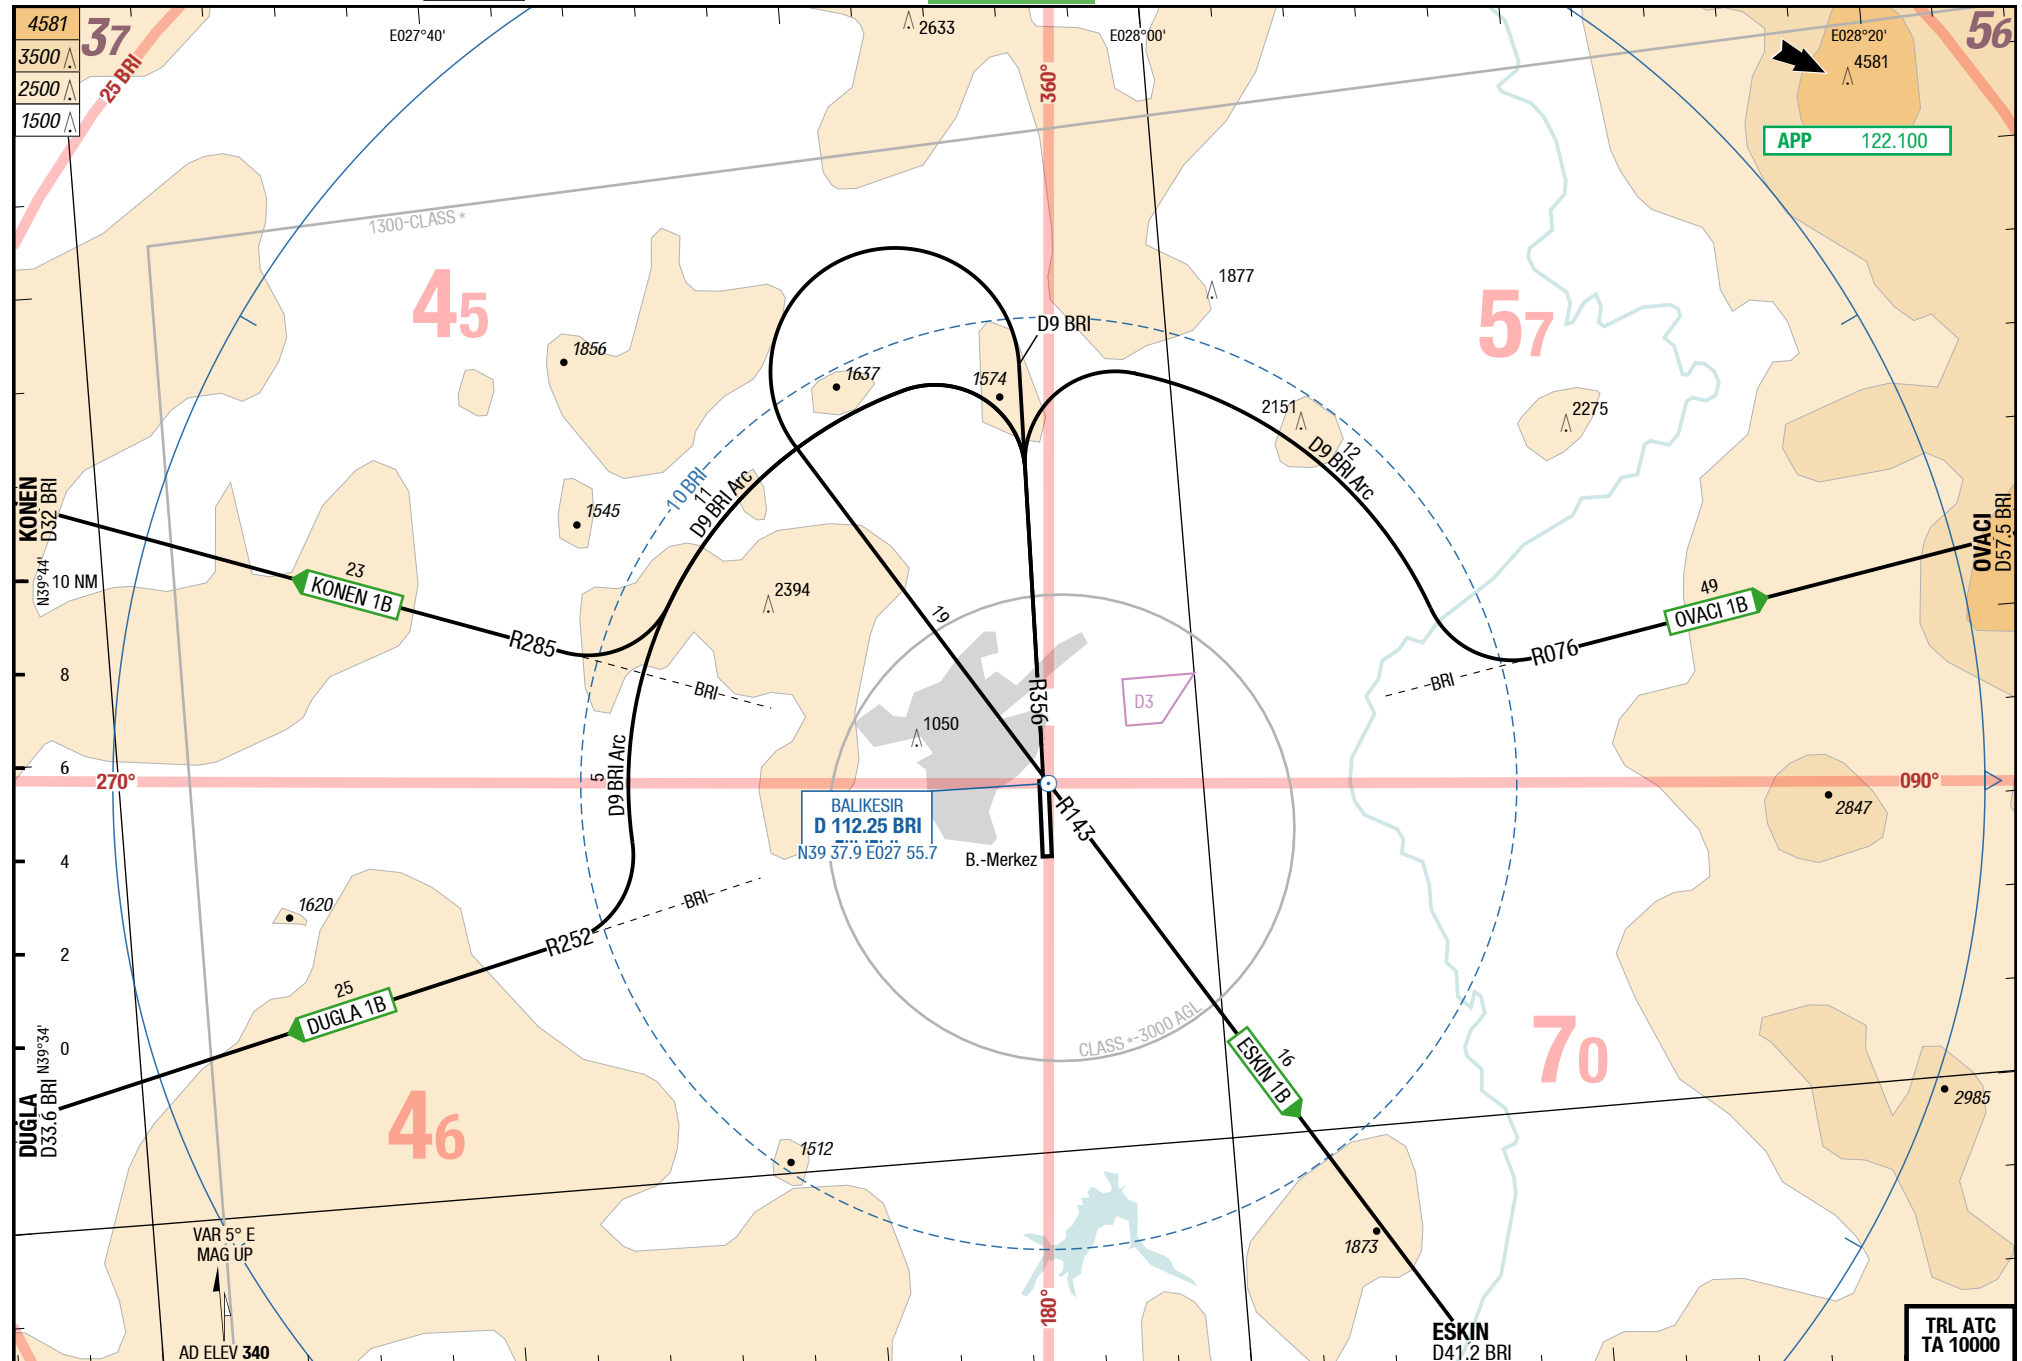 4581
3500
2500
1500
37
25 BRI
E027°40'
2633
360°
E028°00'
E028°20'
56
4581
APP 122.100
1300-CLASS *
45
57
1877
D9 BRI
1856
1637
1574
2151
2275
12
D9 BRI Arc
10 BRI
11
D9 BRI Arc
1545
KONEN
D32 BRI
N39°44'
10 NM
23
KONEN 1B
R285
BRI
2394
19
OVACI
D57.5 BRI
49
OVACI 1B
R076
BRI
R356
D3
1050
8
6
4
2
0
270°
090°
5
D9 BRI Arc
BALIKESIR
D 112.25 BRI
N39 37.9 E027 55.7
B.-Merkez
R143
2847
1620
BRI
R252
25
DUGLA 1B
N39°34'
DUGLA
D33.6 BRI
CLASS *-3000 AGL
16
ESKIN 1B
70
46
2985
1512
1873
VAR 5° E
MAG UP
AD ELEV 340
180°
ESKIN
D41.2 BRI
TRL ATC
TA 10000